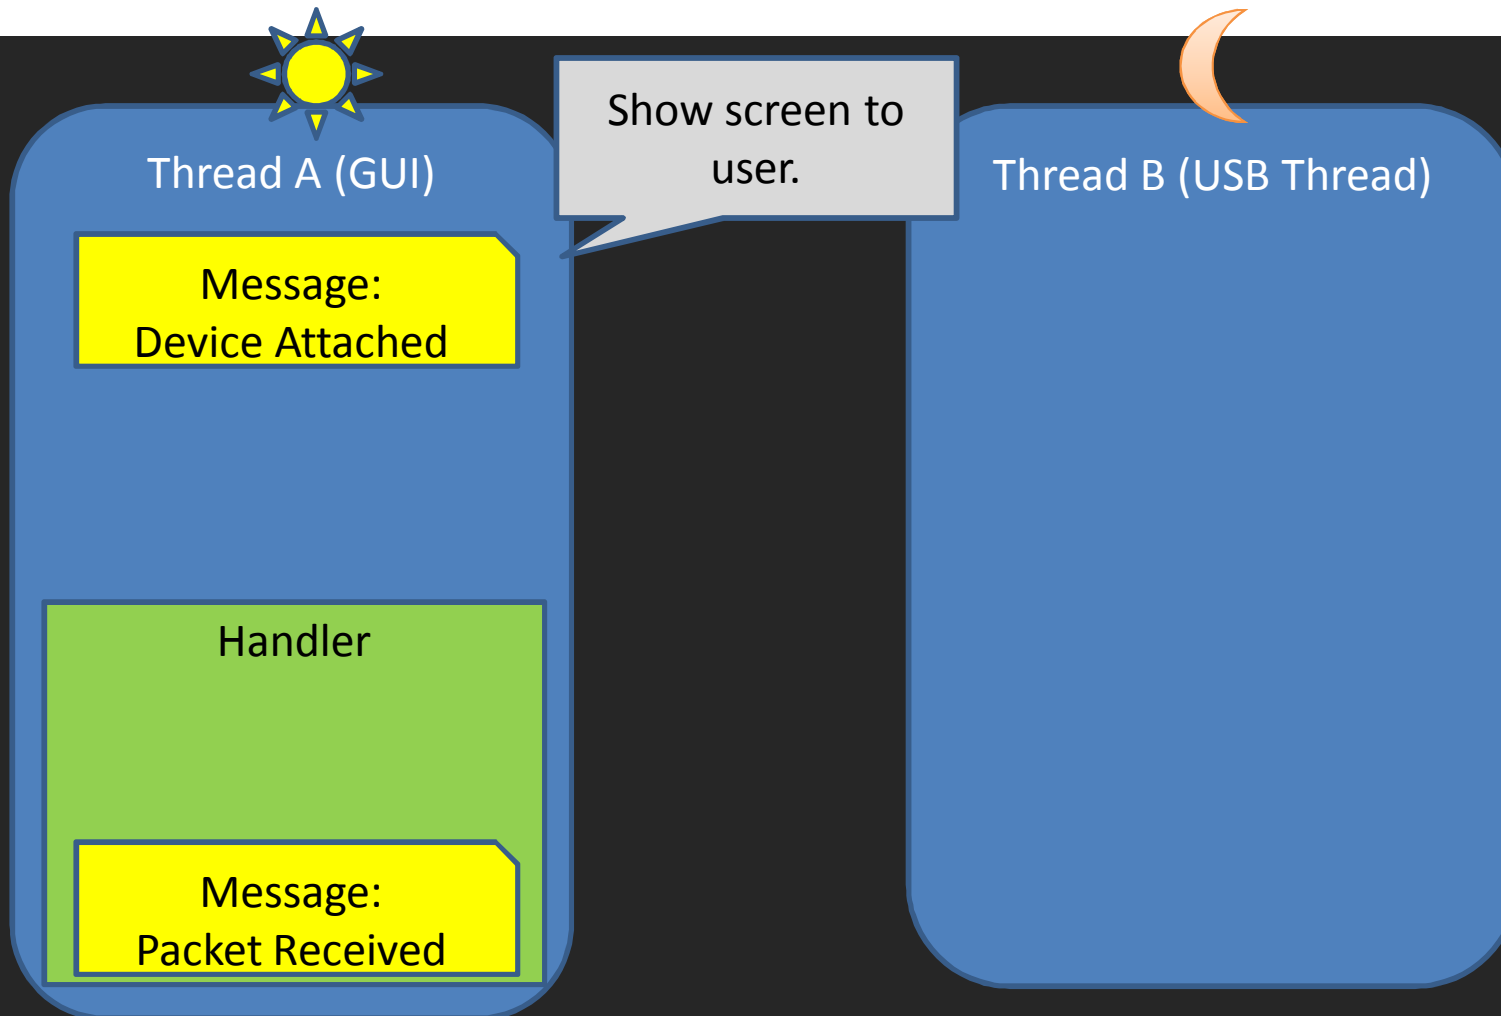 Show screen to
user.
Thread A (GUI)
Thread B (USB Thread)
Message:
Device Attached
Handler
Message:
Packet Received